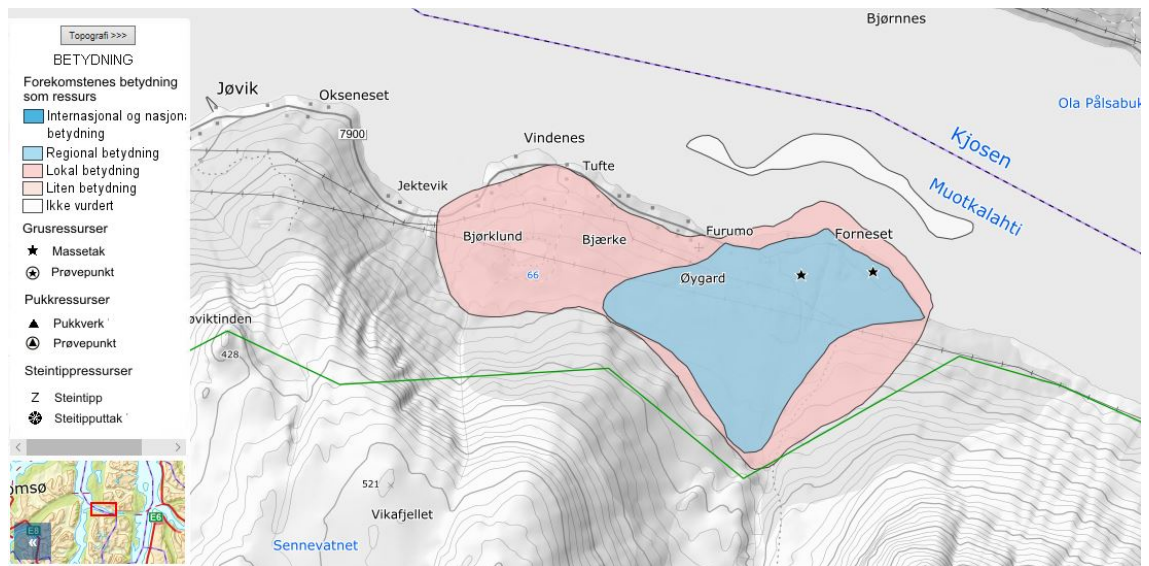 Topografi >>>
BETYDNING
Forekomstenes betydning
som ressurs
Internasjonal og nasjon
betydning
Regional betydning
Lokal betydning
Liten betydning
Ikke vurdert
Grusressurser
Massetak
Prøvepunkt
Pukkressurser
Pukkverk
Prøvepunkt
Steintippressurser
Z Steintipp
Steitipputtak
omsø
E8
E6
«
Bjørnnes
Jøvik
Okseneset
Ola Pålsabuk
7900
Vindenes
Kjosen
Tufte
Jektevik
Muotkalahti
Bjørklund
Bjærke
Furumo
Forneset
66
Øygard
øviktinden
428
521
Vikafjellet
Sennevatnet